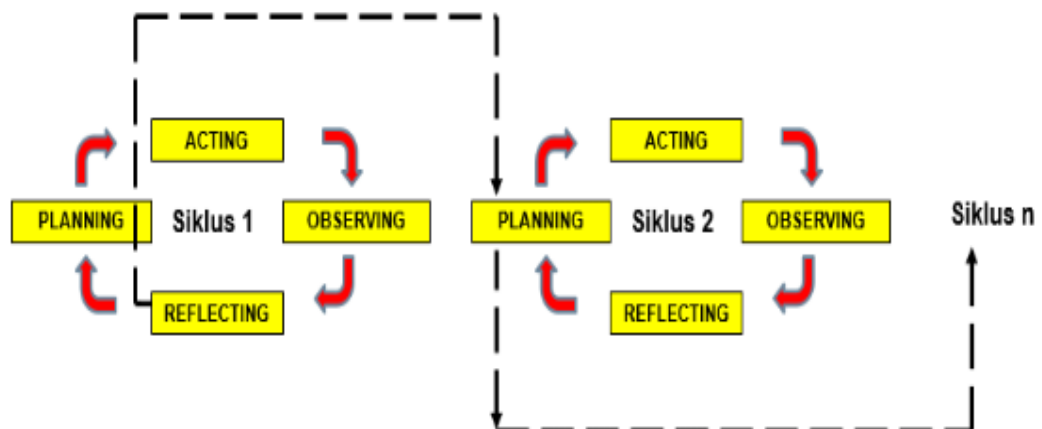 ACTING
PLANNING
Siklus 1
OBSERVING
REFLECTING
ACTING
PLANNING
Siklus 2
OBSERVING
REFLECTING
Siklus n